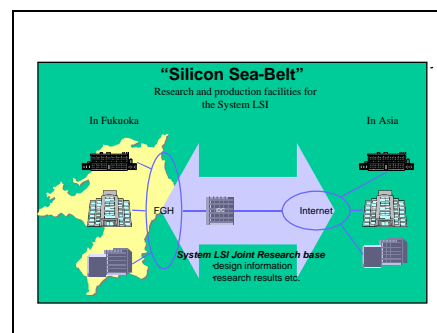 “Silicon Sea-Belt”
Research and production facilities for
the System LSI
In Fukuoka
In Asia
FGH
Internet
System LSI Joint Research base
•design information
•research results etc.